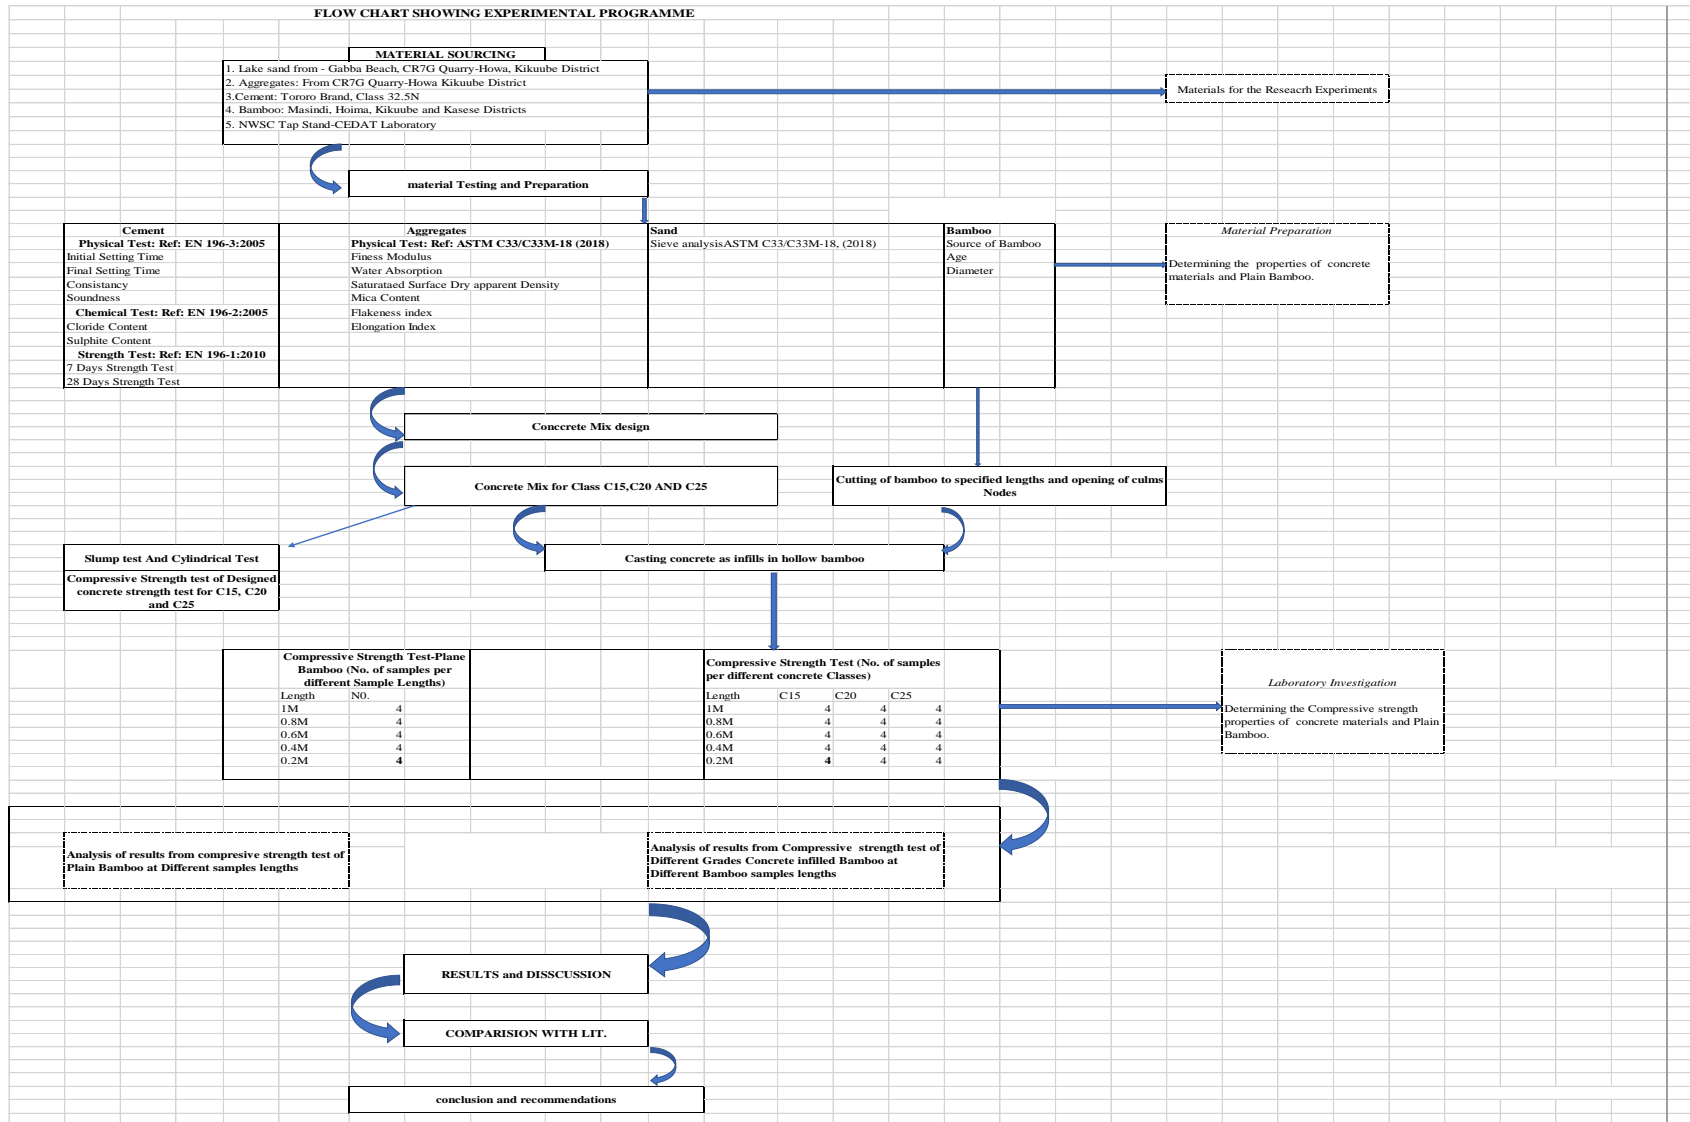 FLOW CHART SHOWING EXPERIMENTAL PROGRAMME
MATERIAL SOURCING
1. Lake sand from - Gabba Beach, CR7G Quarry-Howa, Kikuube District
2. Aggregates: From CR7G Quarry-Howa Kikuube District
3.Cement: Tororo Brand, Class 32.5N
4. Bamboo: Masindi, Hoima, Kikuube and Kasese Districts
5. NWSC Tap Stand-CEDAT Laboratory
Materials for the Reseacrh Experiments
material Testing and Preparation
Cement
Physical Test: Ref: EN 196-3:2005
Initial Setting Time
Final Setting Time
Consistancy
Soundness
Chemical Test: Ref: EN 196-2:2005
Cloride Content
Sulphite Content
Strength Test: Ref: EN 196-1:2010
7 Days Strength Test
28 Days Strength Test
Aggregates
Physical Test: Ref: ASTM C33/C33M-18 (2018)
Finess Modulus
Water Absorption
Saturataed Surface Dry apparent Density
Mica Content
Flakeness index
Elongation Index
Sand
Sieve analysisASTM C33/C33M-18, (2018)
Bamboo
Source of Bamboo
Age
Diameter
Material Preparation
Determining the properties of concrete
materials and Plain Bamboo.
Conccrete Mix design
Concrete Mix for Class C15,C20 AND C25
Cutting of bamboo to specified lengths and opening of culms
Nodes
Slump test And Cylindrical Test
Compressive Strength test of Designed
concrete strength test for C15, C20
and C25
Casting concrete as infills in hollow bamboo
Compressive Strength Test-Plane
Bamboo (No. of samples per
different Sample Lengths)
Length N0.
1M 4
0.8M 4
0.6M 4
0.4M 4
0.2M 4
Compressive Strength Test (No. of samples
per different concrete Classes)
Length C15 C20 C25
1M 4 4 4
0.8M 4 4 4
0.6M 4 4 4
0.4M 4 4 4
0.2M 4 4 4
Laboratory Investigation
Determining the Compressive strength
properties of concrete materials and Plain
Bamboo.
Analysis of results from compresive strength test of
Plain Bamboo at Different samples lengths
Analysis of results from Compressive strength test of
Different Grades Concrete infilled Bamboo at
Different Bamboo samples lengths
RESULTS and DISSCUSSION
COMPARISION WITH LIT.
conclusion and recommendations